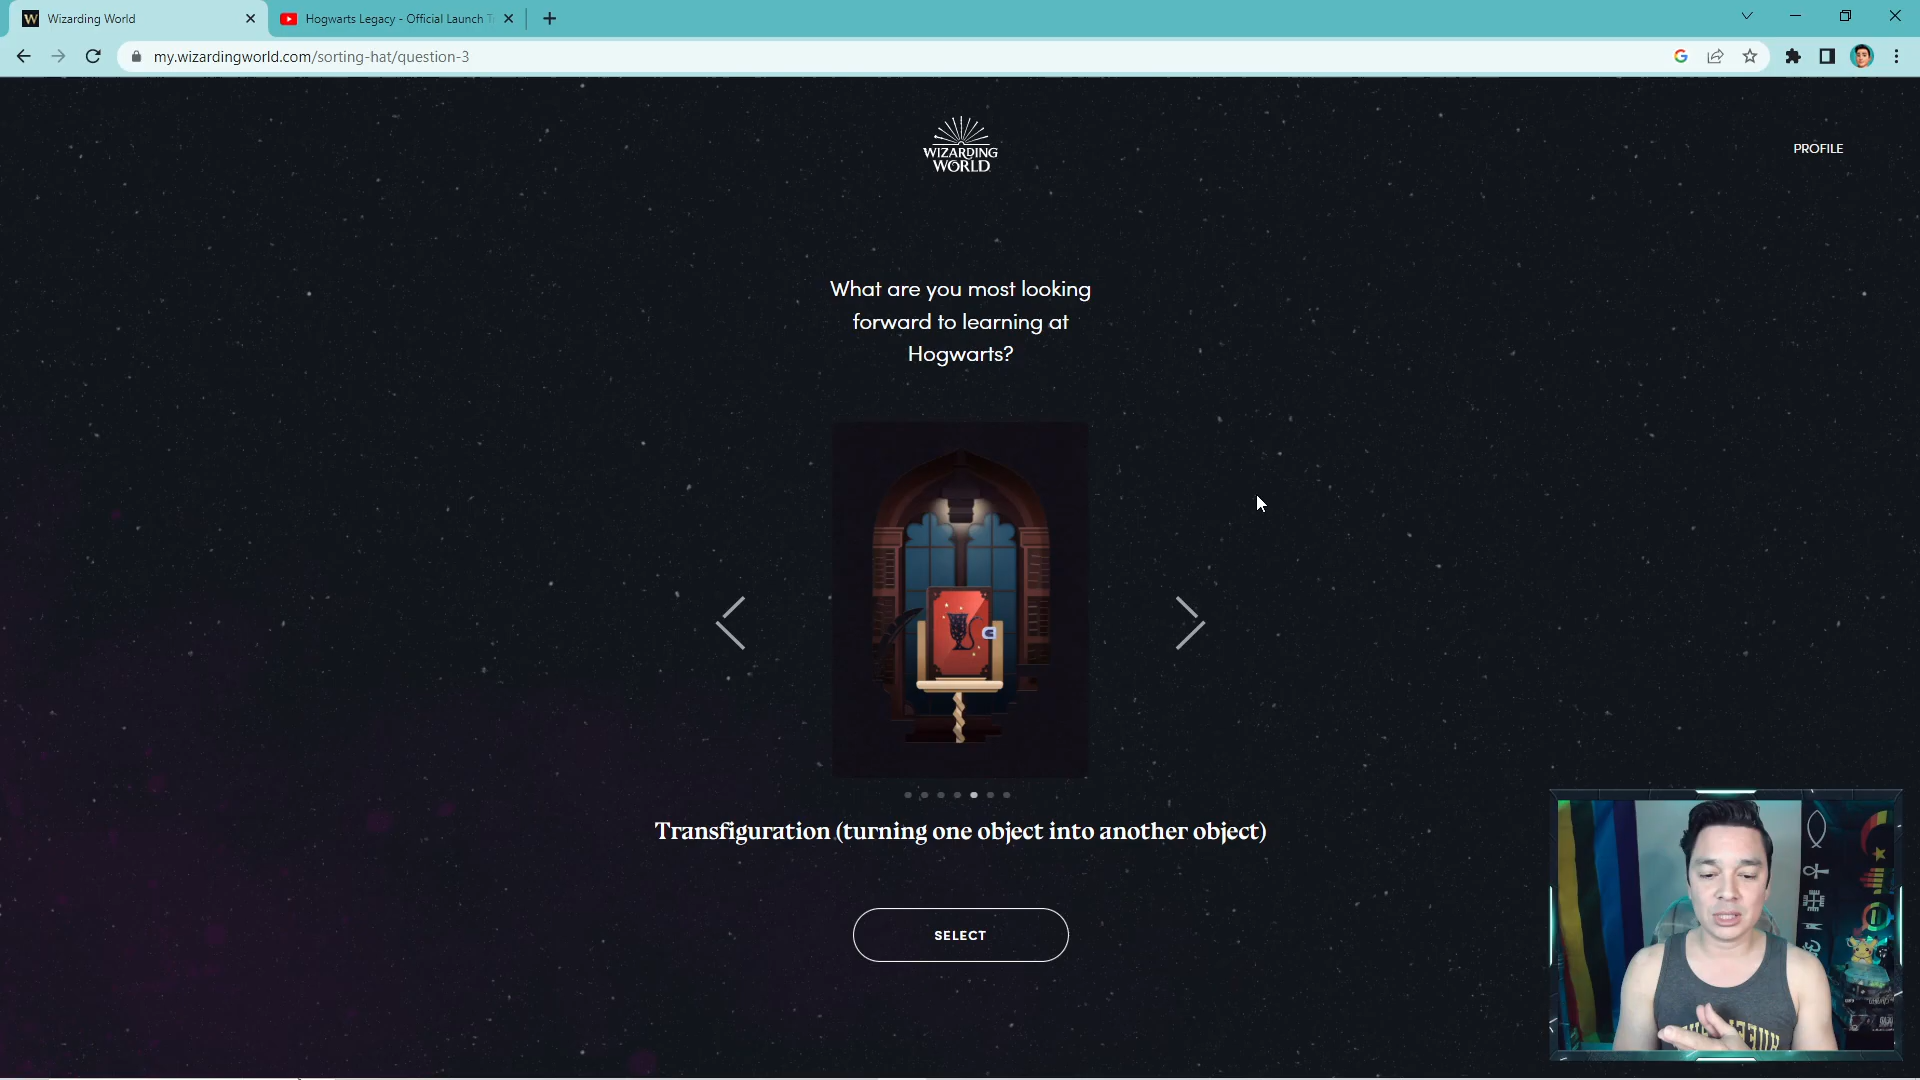 Wizarding World
Hogwarts Legacy - Official Launch T
my.wizardingworld.com/sorting-hat/question-3
WIZARDING
WORLD
PROFILE
What are you most looking
forward to learning at
Hogwarts?
Transfiguration (turning one object into another object)
SELECT